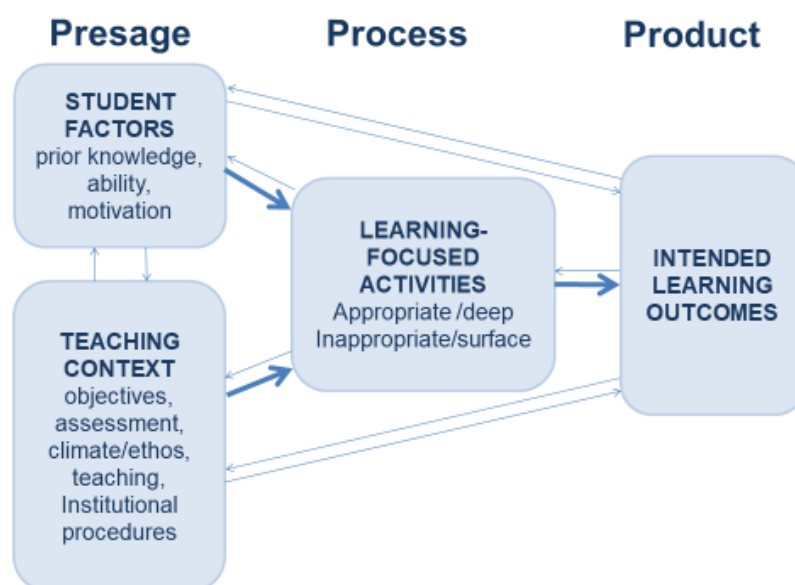 Presage
Process
Product
STUDENT
FACTORS
prior knowledge,
ability,
motivation
TEACHING
CONTEXT
objectives,
assessment,
climate/ethos,
teaching,
Institutional
procedures
LEARNING-
FOCUSED
ACTIVITIES
Appropriate /deep
Inappropriate/surface
INTENDED
LEARNING
OUTCOMES